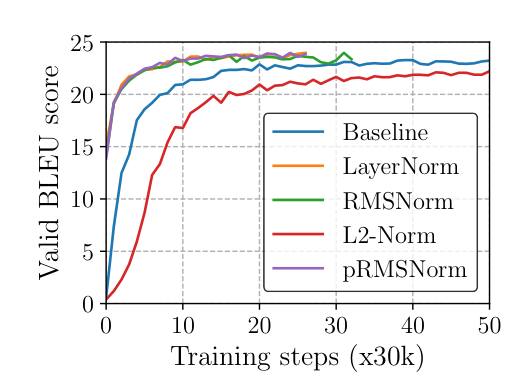 Valid BLEU score
25
20
15
10
5
0
Baseline
LayerNorm
RMSNorm
L2-Norm
pRMSNorm
0 10 20 30 40 50
Training steps (x30k)